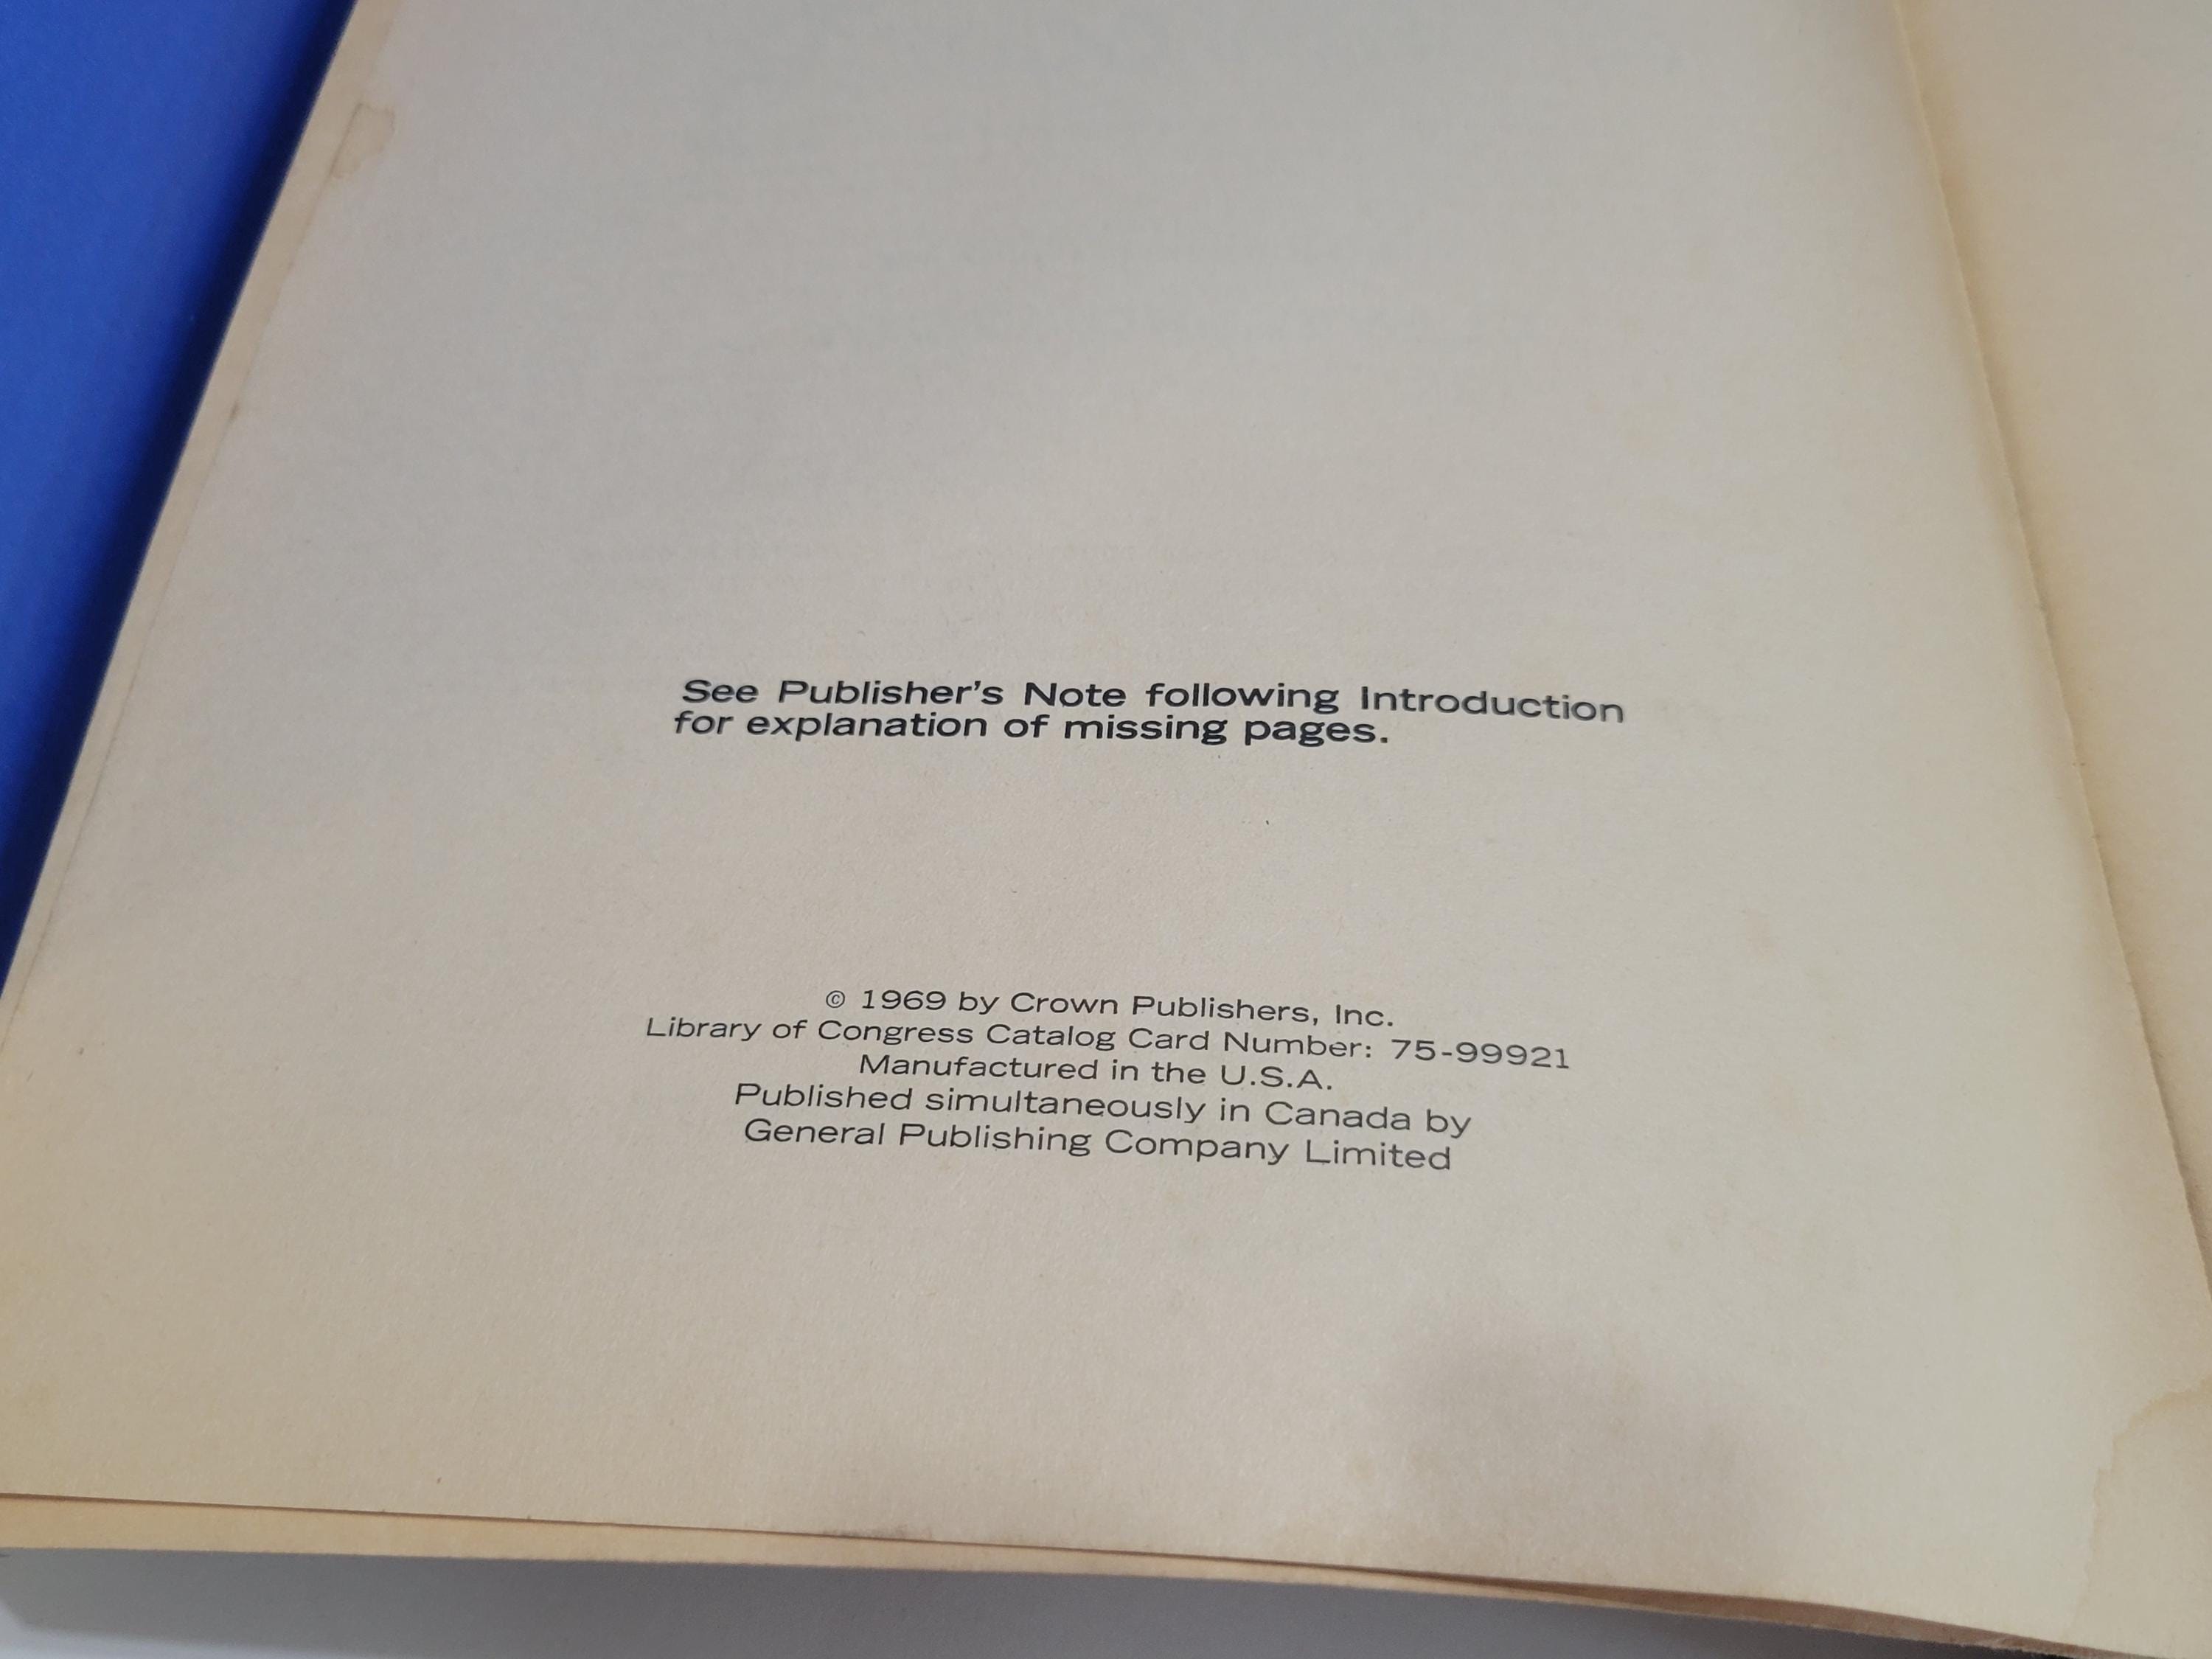 See Publisher's Note following Introduction
for explanation of missing pages.
© 1969 by Crown Publishers, Inc.
Library of Congress Catalog Card Number: 75-99921
Manufactured in the U.S.A.
Published simultaneously in Canada by
General Publishing Company Limited